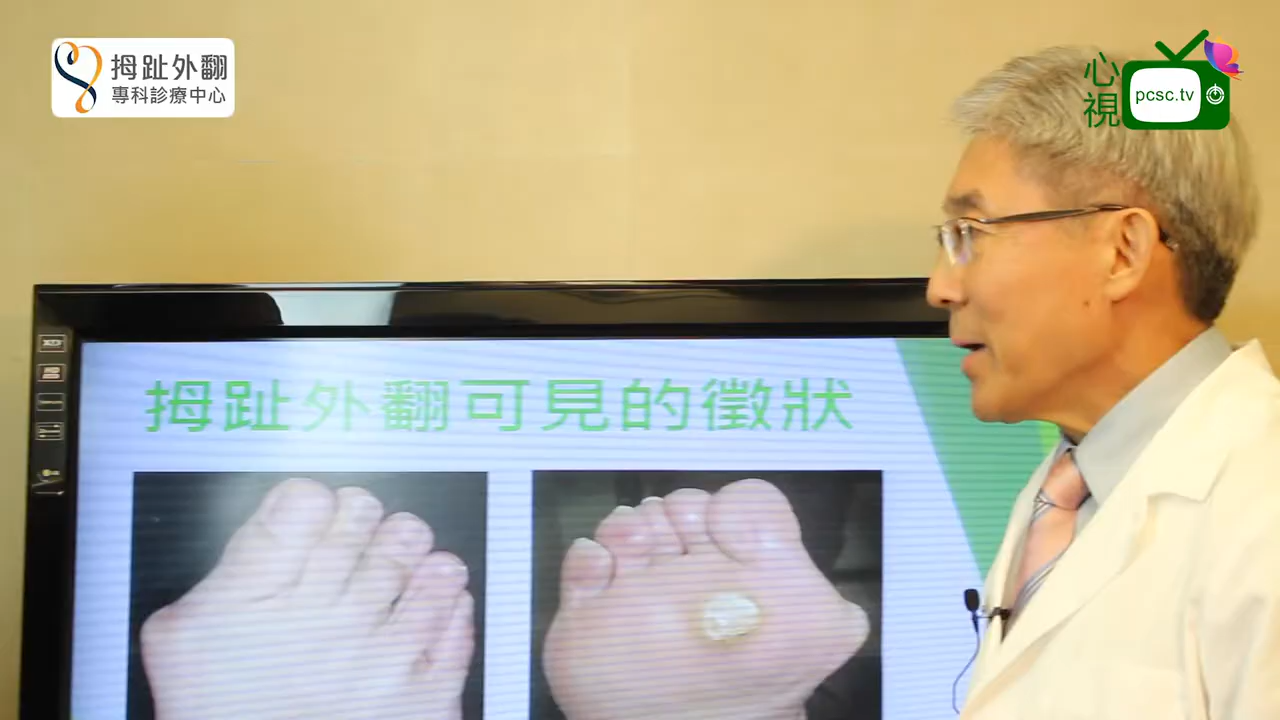 拇趾外翻
專科診療中心
心視
pcsc.tv
拇趾外翻可見的徵狀